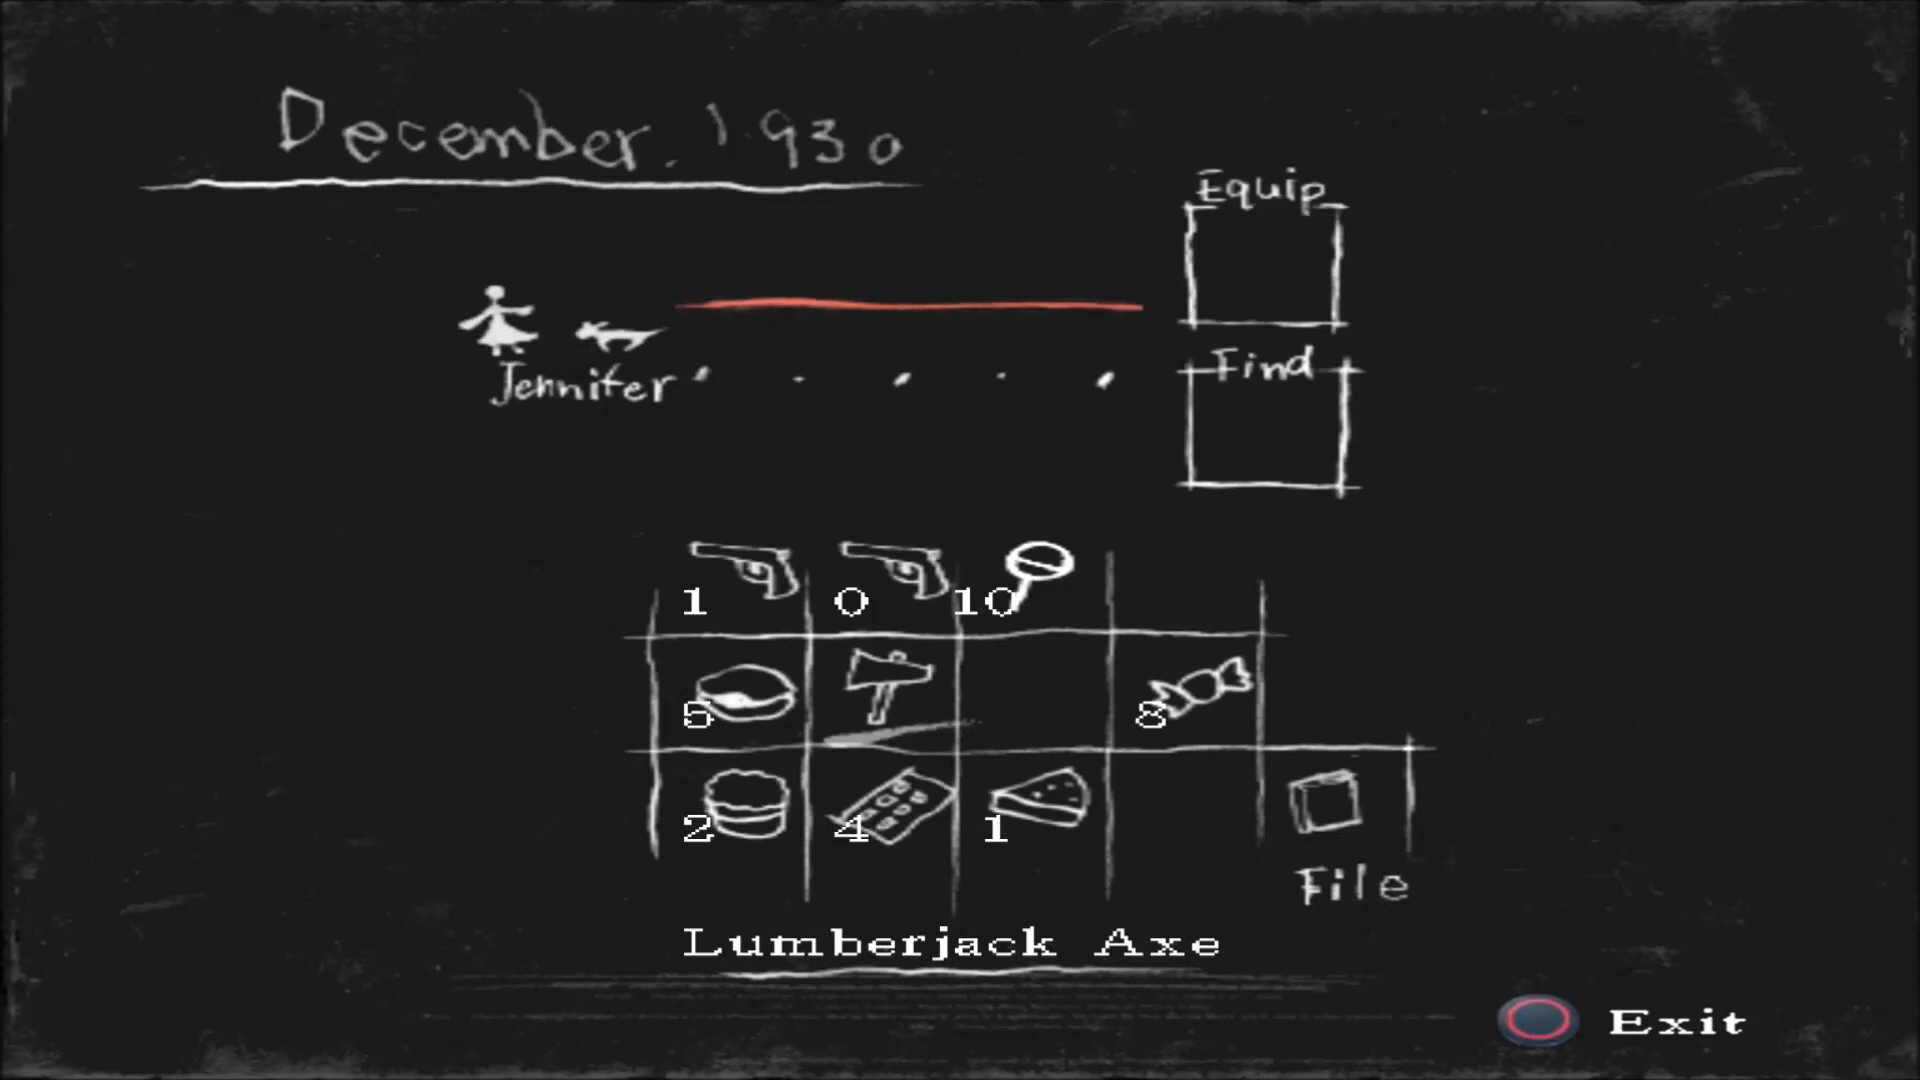 December. 1930
Equip
Find
Jennifer
1 0 10
5 8
2 4 1
File
Lumberjack Axe
Exit